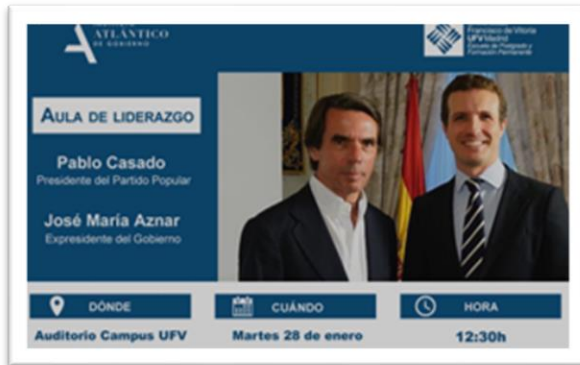 ATLÁNTICO
DE GOBIERNO
Francisco de Vitoria
UFV Madrid
Escuela de Postgrado y
Formación Permanente
AULA DE LIDERAZGO
Pablo Casado
Presidente del Partido Popular
José María Aznar
Expresidente del Gobierno
DÓNDE
CUÁNDO
HORA
Auditorio Campus UFV
Martes 28 de enero
12:30h